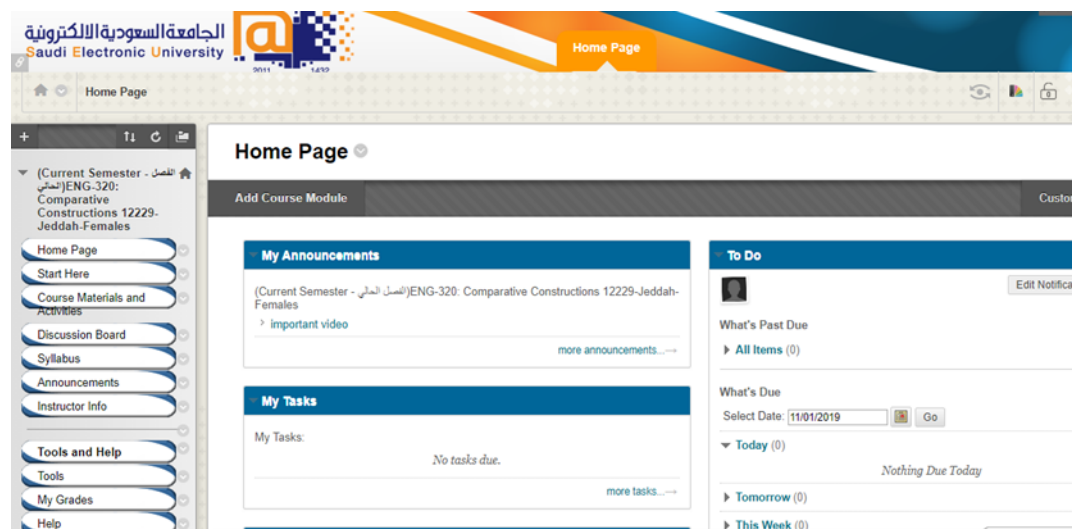 الجامعة السعودية الالكترونية
Saudi Electronic University
2011 1432
Home Page
Home Page
(Current Semester - الفصل
الحالي)ENG-320:
Comparative
Constructions 12229-
Jeddah-Females
Home Page
Start Here
Course Materials and
Activities
Discussion Board
Syllabus
Announcements
Instructor Info
Tools and Help
Tools
My Grades
Help
Home Page
Add Course Module
Custo
My Announcements
(Current Semester - الفصل الحالي)ENG-320: Comparative Constructions 12229-Jeddah-
Females
important video
more announcements...
My Tasks
My Tasks:
No tasks due.
more tasks...
To Do
Edit Notifica
What's Past Due
All Items (0)
What's Due
Select Date: 11/01/2019 Go
Today (0)
Nothing Due Today
Tomorrow (0)
This Week (0)